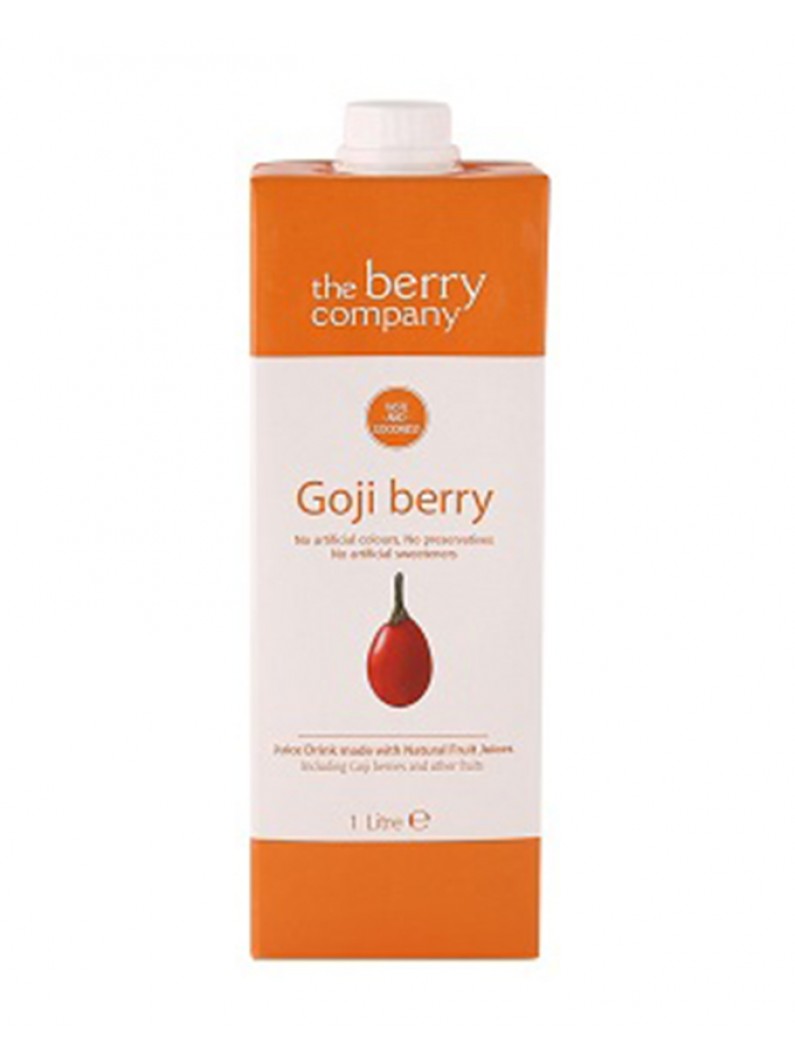 the berry
company
Goji berry
No artificial colours, No preservatives
No artificial sweeteners
Juice Drink made with Natural Fruit Juices
Including Goji berries and other fruits
1 Litre ℮